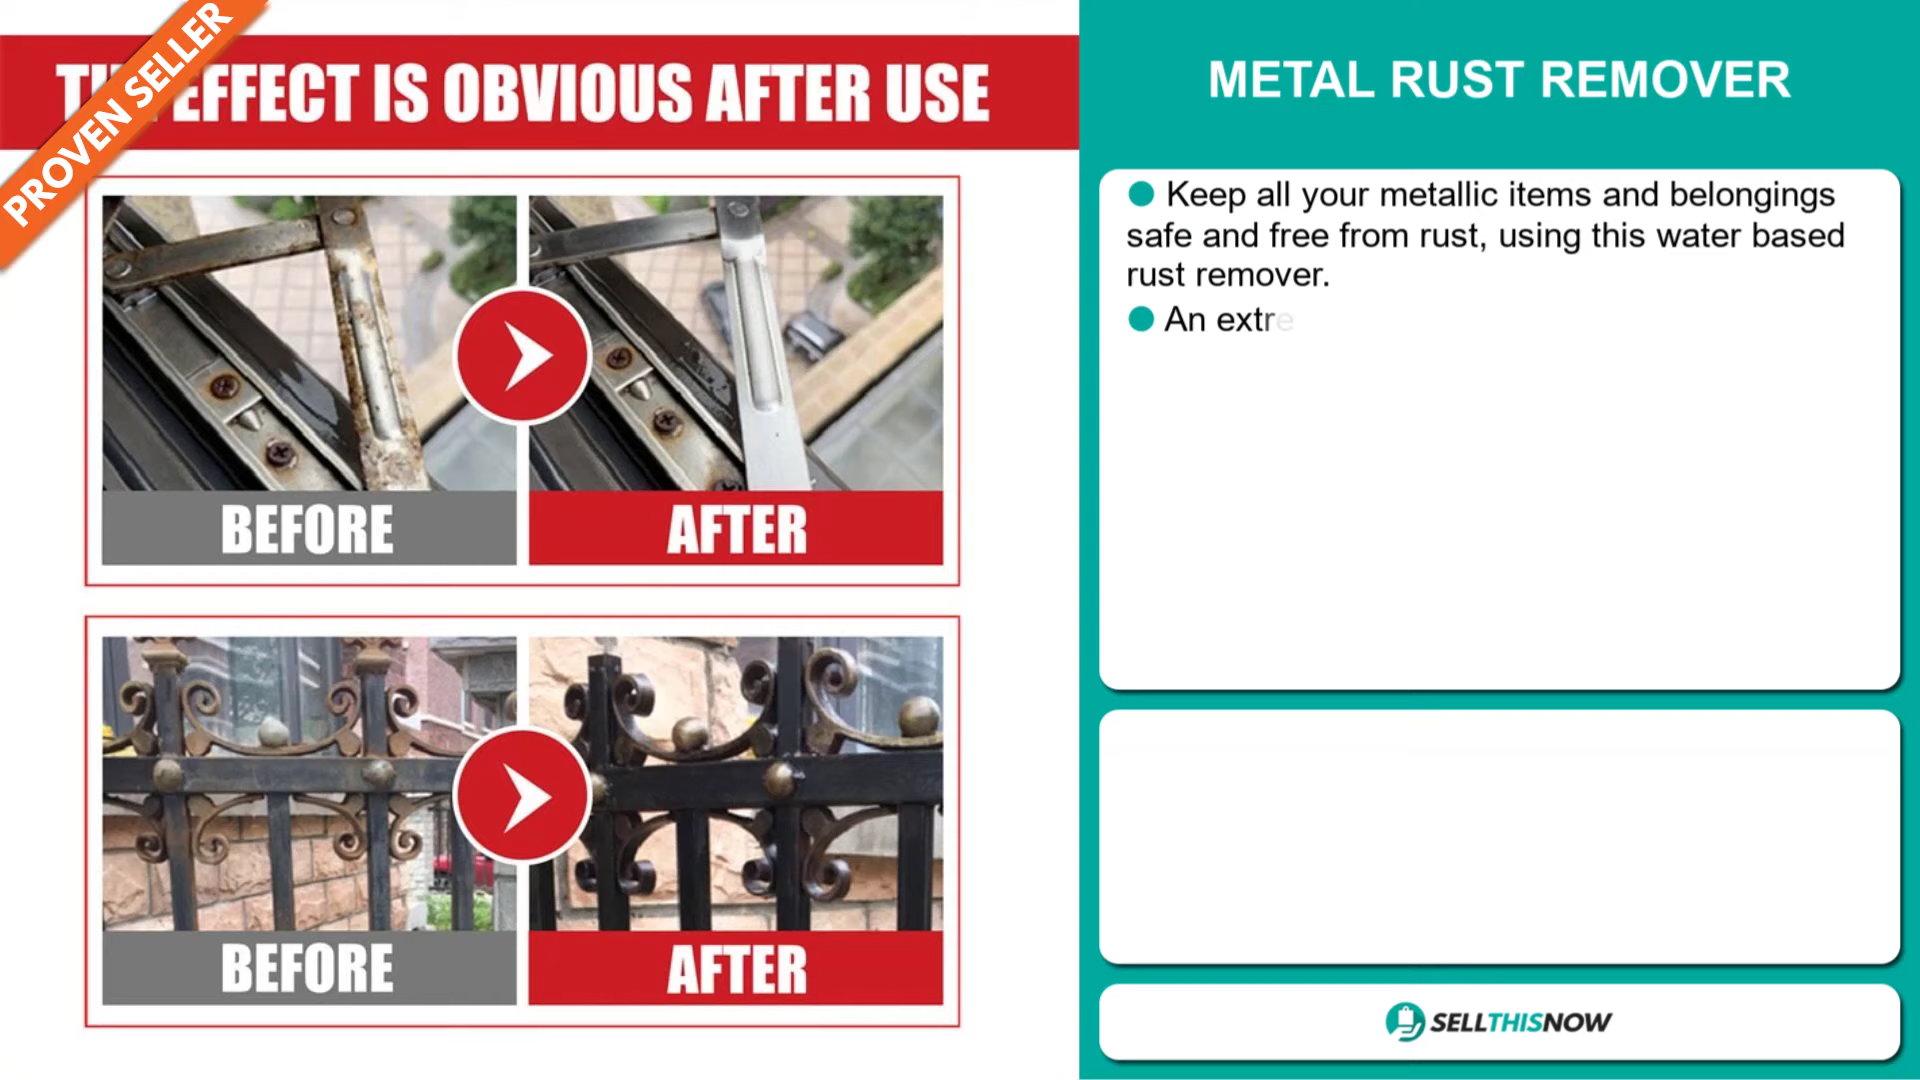 PROVEN SELLER
EFFECT IS OBVIOUS AFTER USE
BEFORE
AFTER
BEFORE
AFTER
METAL RUST REMOVER
● Keep all your metallic items and belongings
safe and free from rust, using this water based
rust remover.
● An extre
SELLTHISNOW